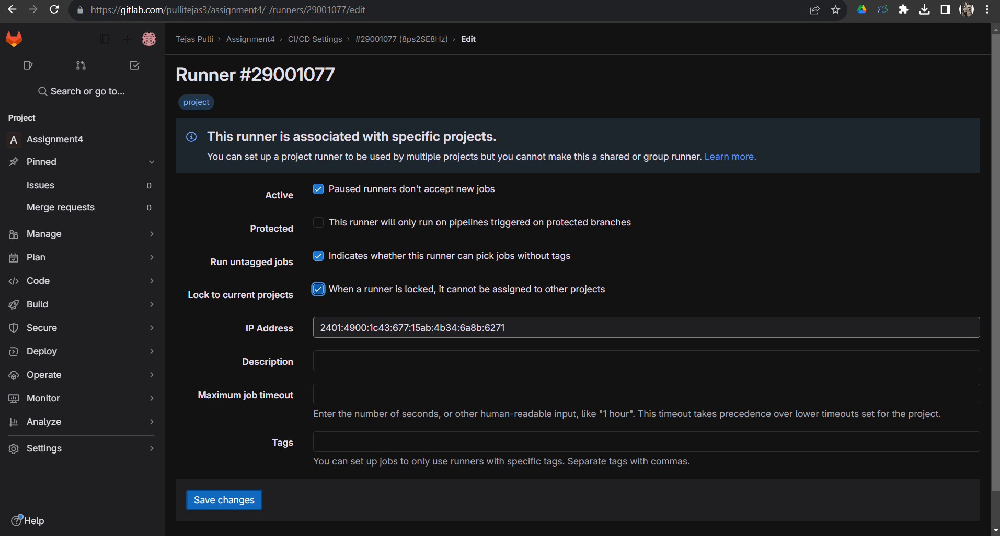 https://gitlab.com/pullitejas3/assignment4/-/runners/29001077/edit
Search or go to...
Project
A Assignment4
Pinned
Issues 0
Merge requests 0
Manage
Plan
Code
Build
Secure
Deploy
Operate
Monitor
Analyze
Settings
Help
Tejas Pulli › Assignment4 › CI/CD Settings › #29001077 (8ps2SE8Hz) › Edit
Runner #29001077
project
This runner is associated with specific projects.
You can set up a project runner to be used by multiple projects but you cannot make this a shared or group runner. Learn more.
Active Paused runners don't accept new jobs
Protected This runner will only run on pipelines triggered on protected branches
Run untagged jobs Indicates whether this runner can pick jobs without tags
Lock to current projects When a runner is locked, it cannot be assigned to other projects
IP Address 2401:4900:1c43:677:15ab:4b34:6a8b:6271
Description
Maximum job timeout
Enter the number of seconds, or other human-readable input, like "1 hour". This timeout takes precedence over lower timeouts set for the project.
Tags
You can set up jobs to only use runners with specific tags. Separate tags with commas.
Save changes